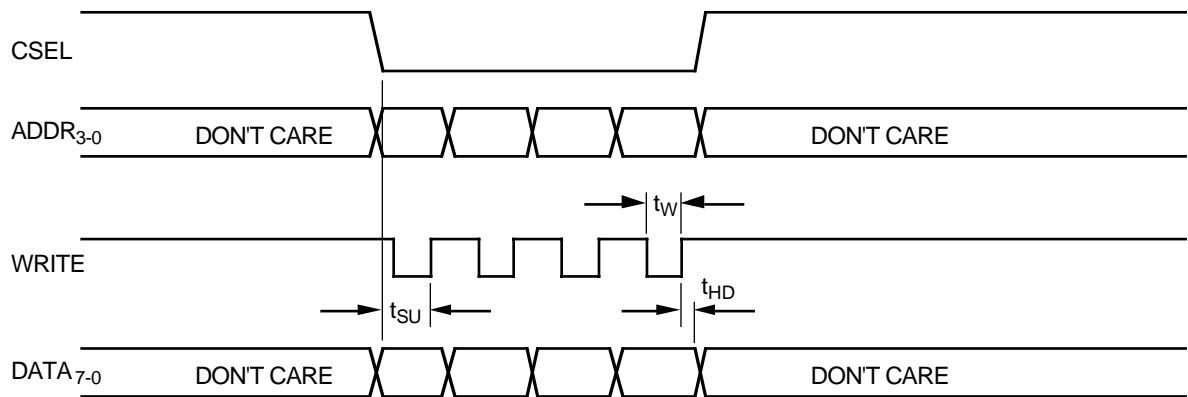 CSEL
ADDR3-0 DON'T CARE DON'T CARE
tW
WRITE
tHD
tSU
DATA7-0 DON'T CARE DON'T CARE